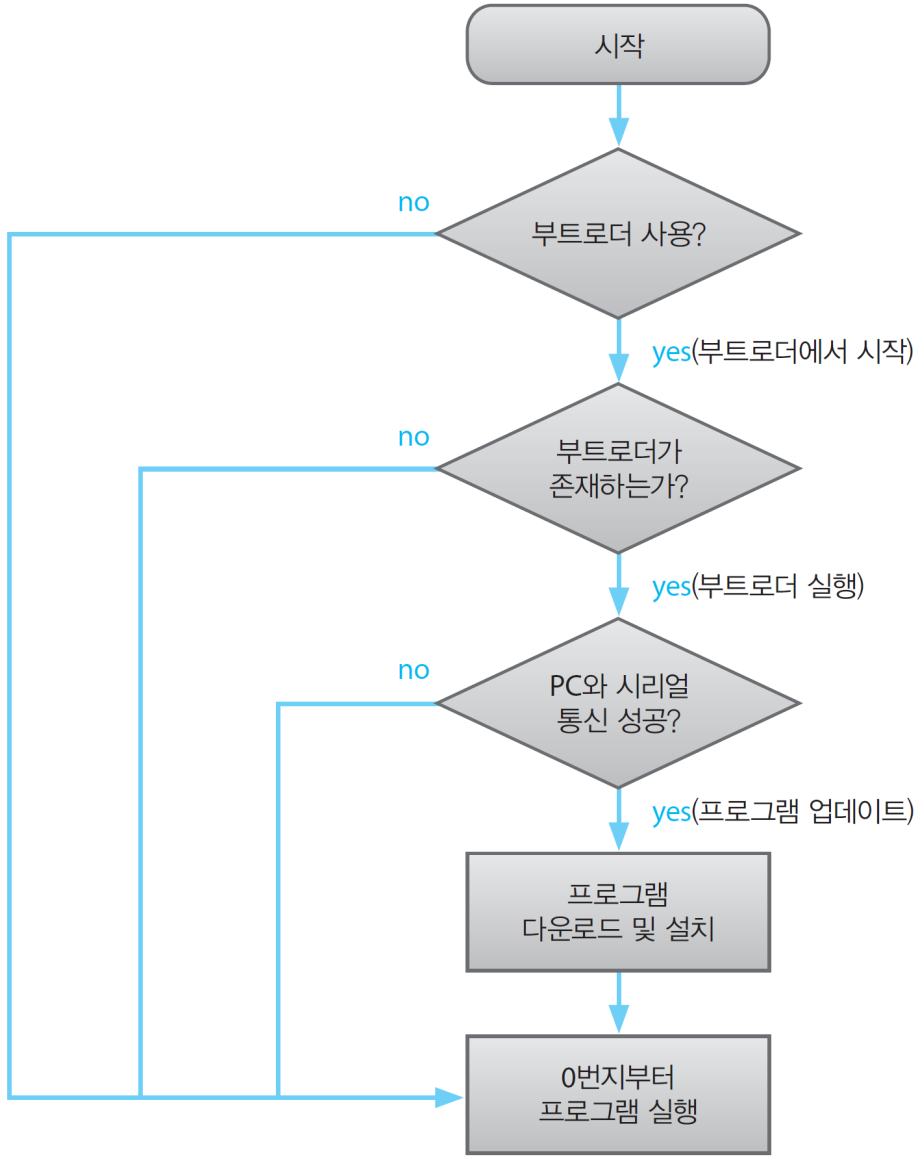 시작
no
부트로더 사용?
yes(부트로더에서 시작)
no
부트로더가
존재하는가?
yes(부트로더 실행)
no
PC와 시리얼
통신 성공?
yes(프로그램 업데이트)
프로그램
다운로드 및 설치
0번지부터
프로그램 실행